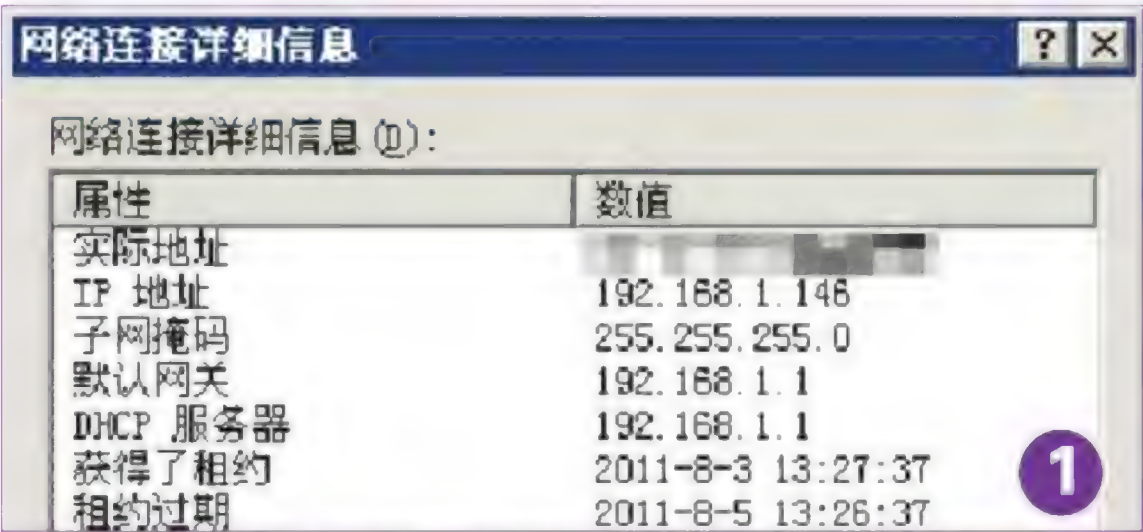 网络连接详细信息
网络连接详细信息(D):
属性 数值
实际地址
IP 地址 192.168.1.146
子网掩码 255.255.255.0
默认网关 192.168.1.1
DHCP 服务器 192.168.1.1
获得了租约 2011-8-3 13:27:37
租约过期 2011-8-5 13:26:37
1